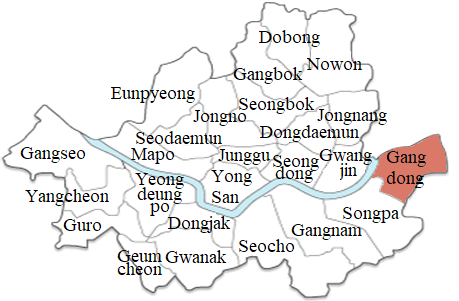 Dobong
Nowon
Gangbok
Eunpyeong
Seongbok
Jongno
Jongnang
Dongdaemun
Seodaemun
Gangseo
Mapo
Junggu
Seong
dong
Gwang
jin
Gang
dong
Yong
San
Yangcheon
Yeong
deung
po
Guro
Dongjak
Songpa
Gangnam
Seocho
Geum
cheon
Gwanak